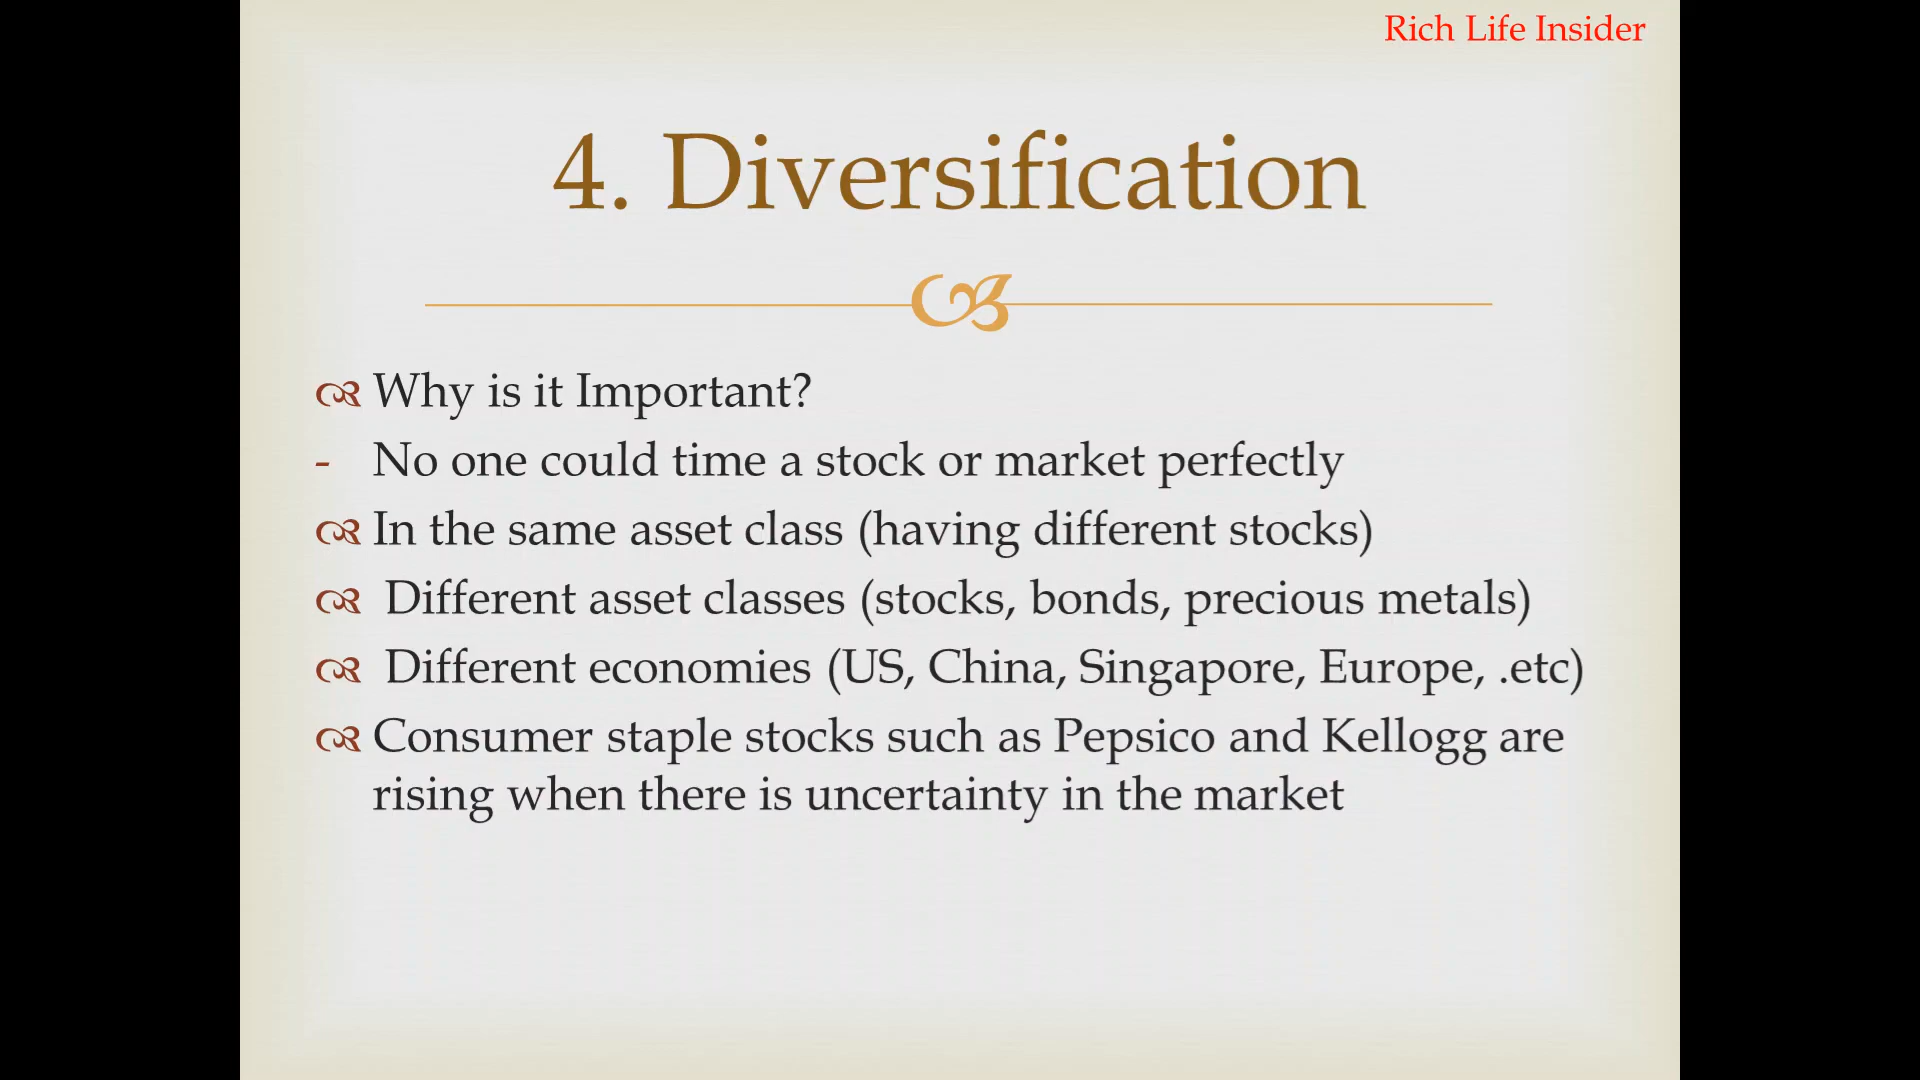 Rich Life Insider
4. Diversification
Why is it Important?
- No one could time a stock or market perfectly
In the same asset class (having different stocks)
Different asset classes (stocks, bonds, precious metals)
Different economies (US, China, Singapore, Europe, .etc)
Consumer staple stocks such as Pepsico and Kellogg are
rising when there is uncertainty in the market